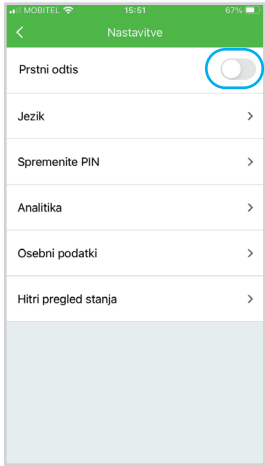 MOBITEL 15:51 67%
Nastavitve
Prstni odtis
Jezik
Spremenite PIN
Analitika
Osebni podatki
Hitri pregled stanja